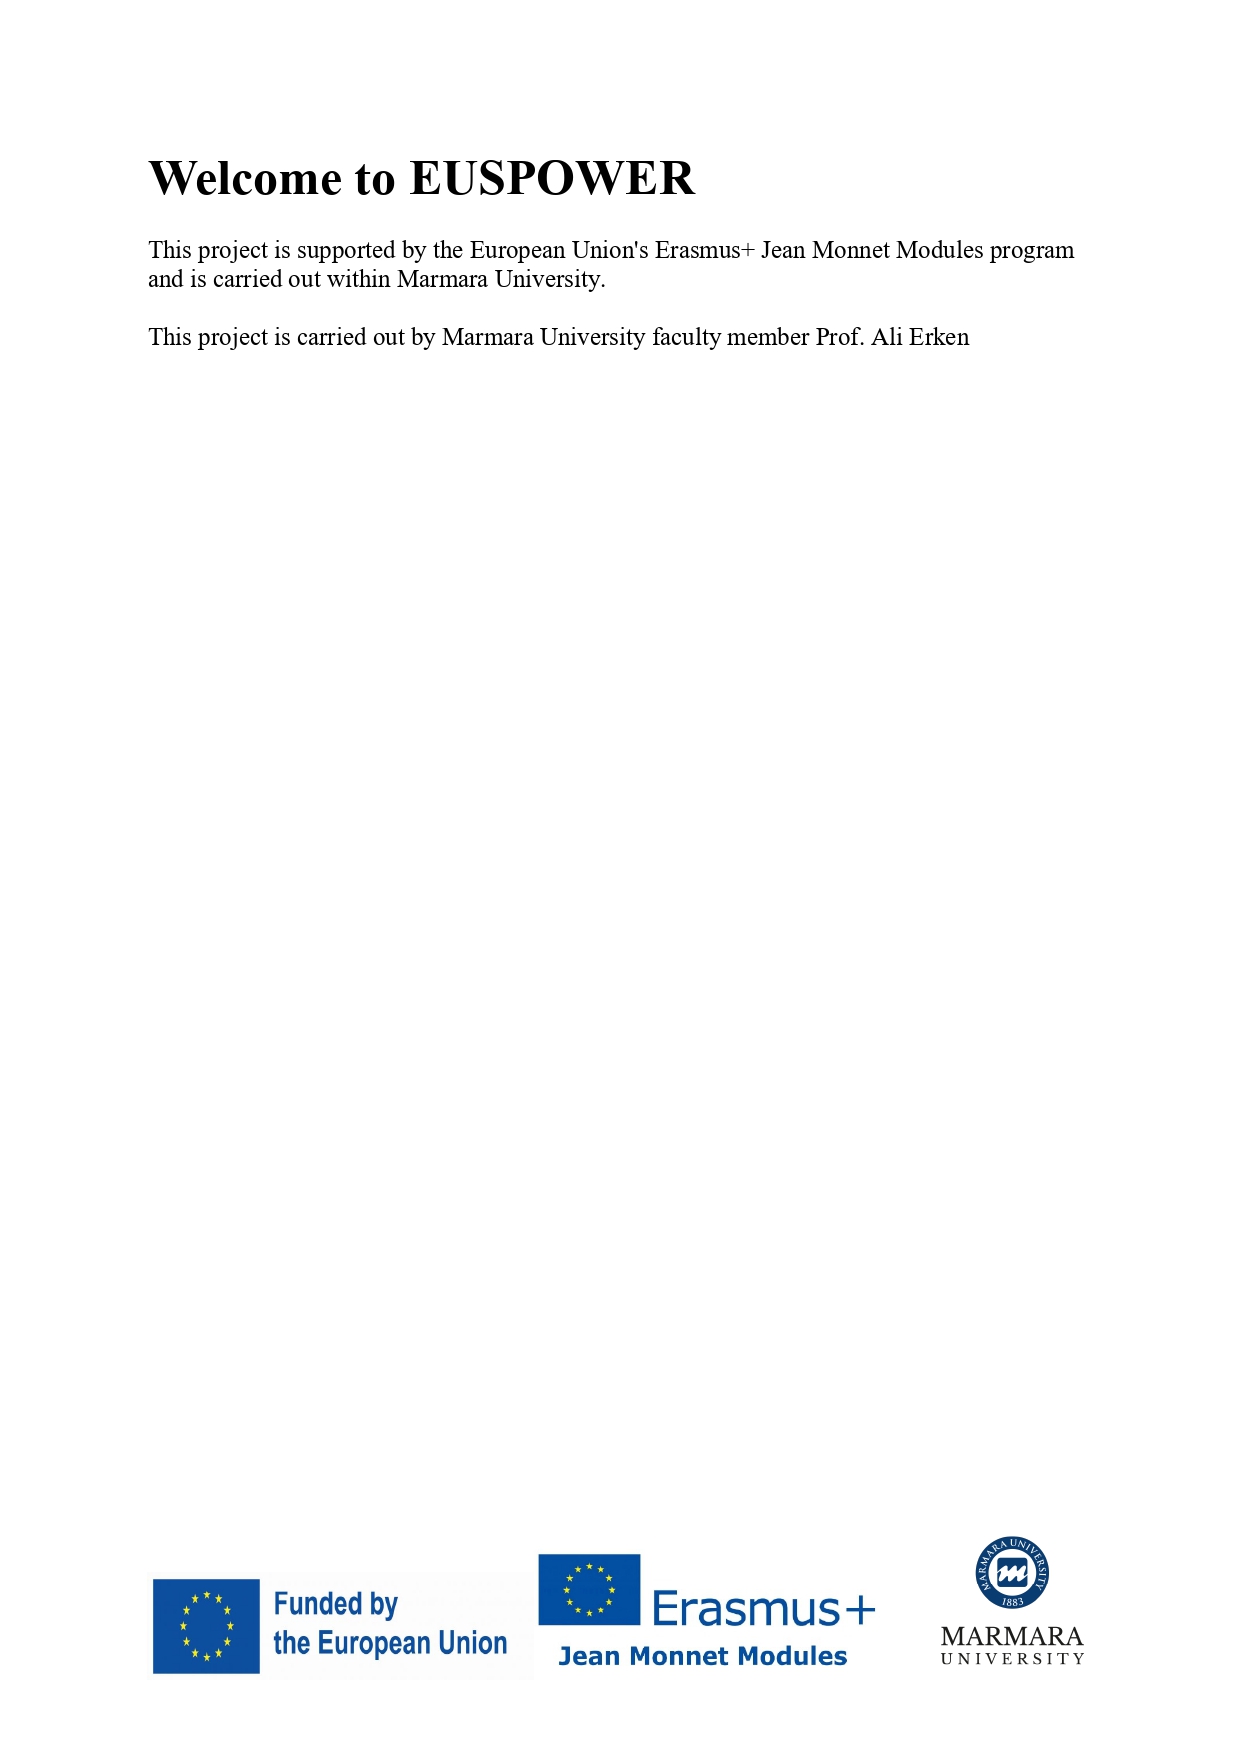 Welcome to EUSPOWER
This project is supported by the European Union's Erasmus+ Jean Monnet Modules program
and is carried out within Marmara University.
This project is carried out by Marmara University faculty member Prof. Ali Erken
Funded by
the European Union
Erasmus+
Jean Monnet Modules
MARMARA UNIVERSITY
1883
MARMARA
UNIVERSITY